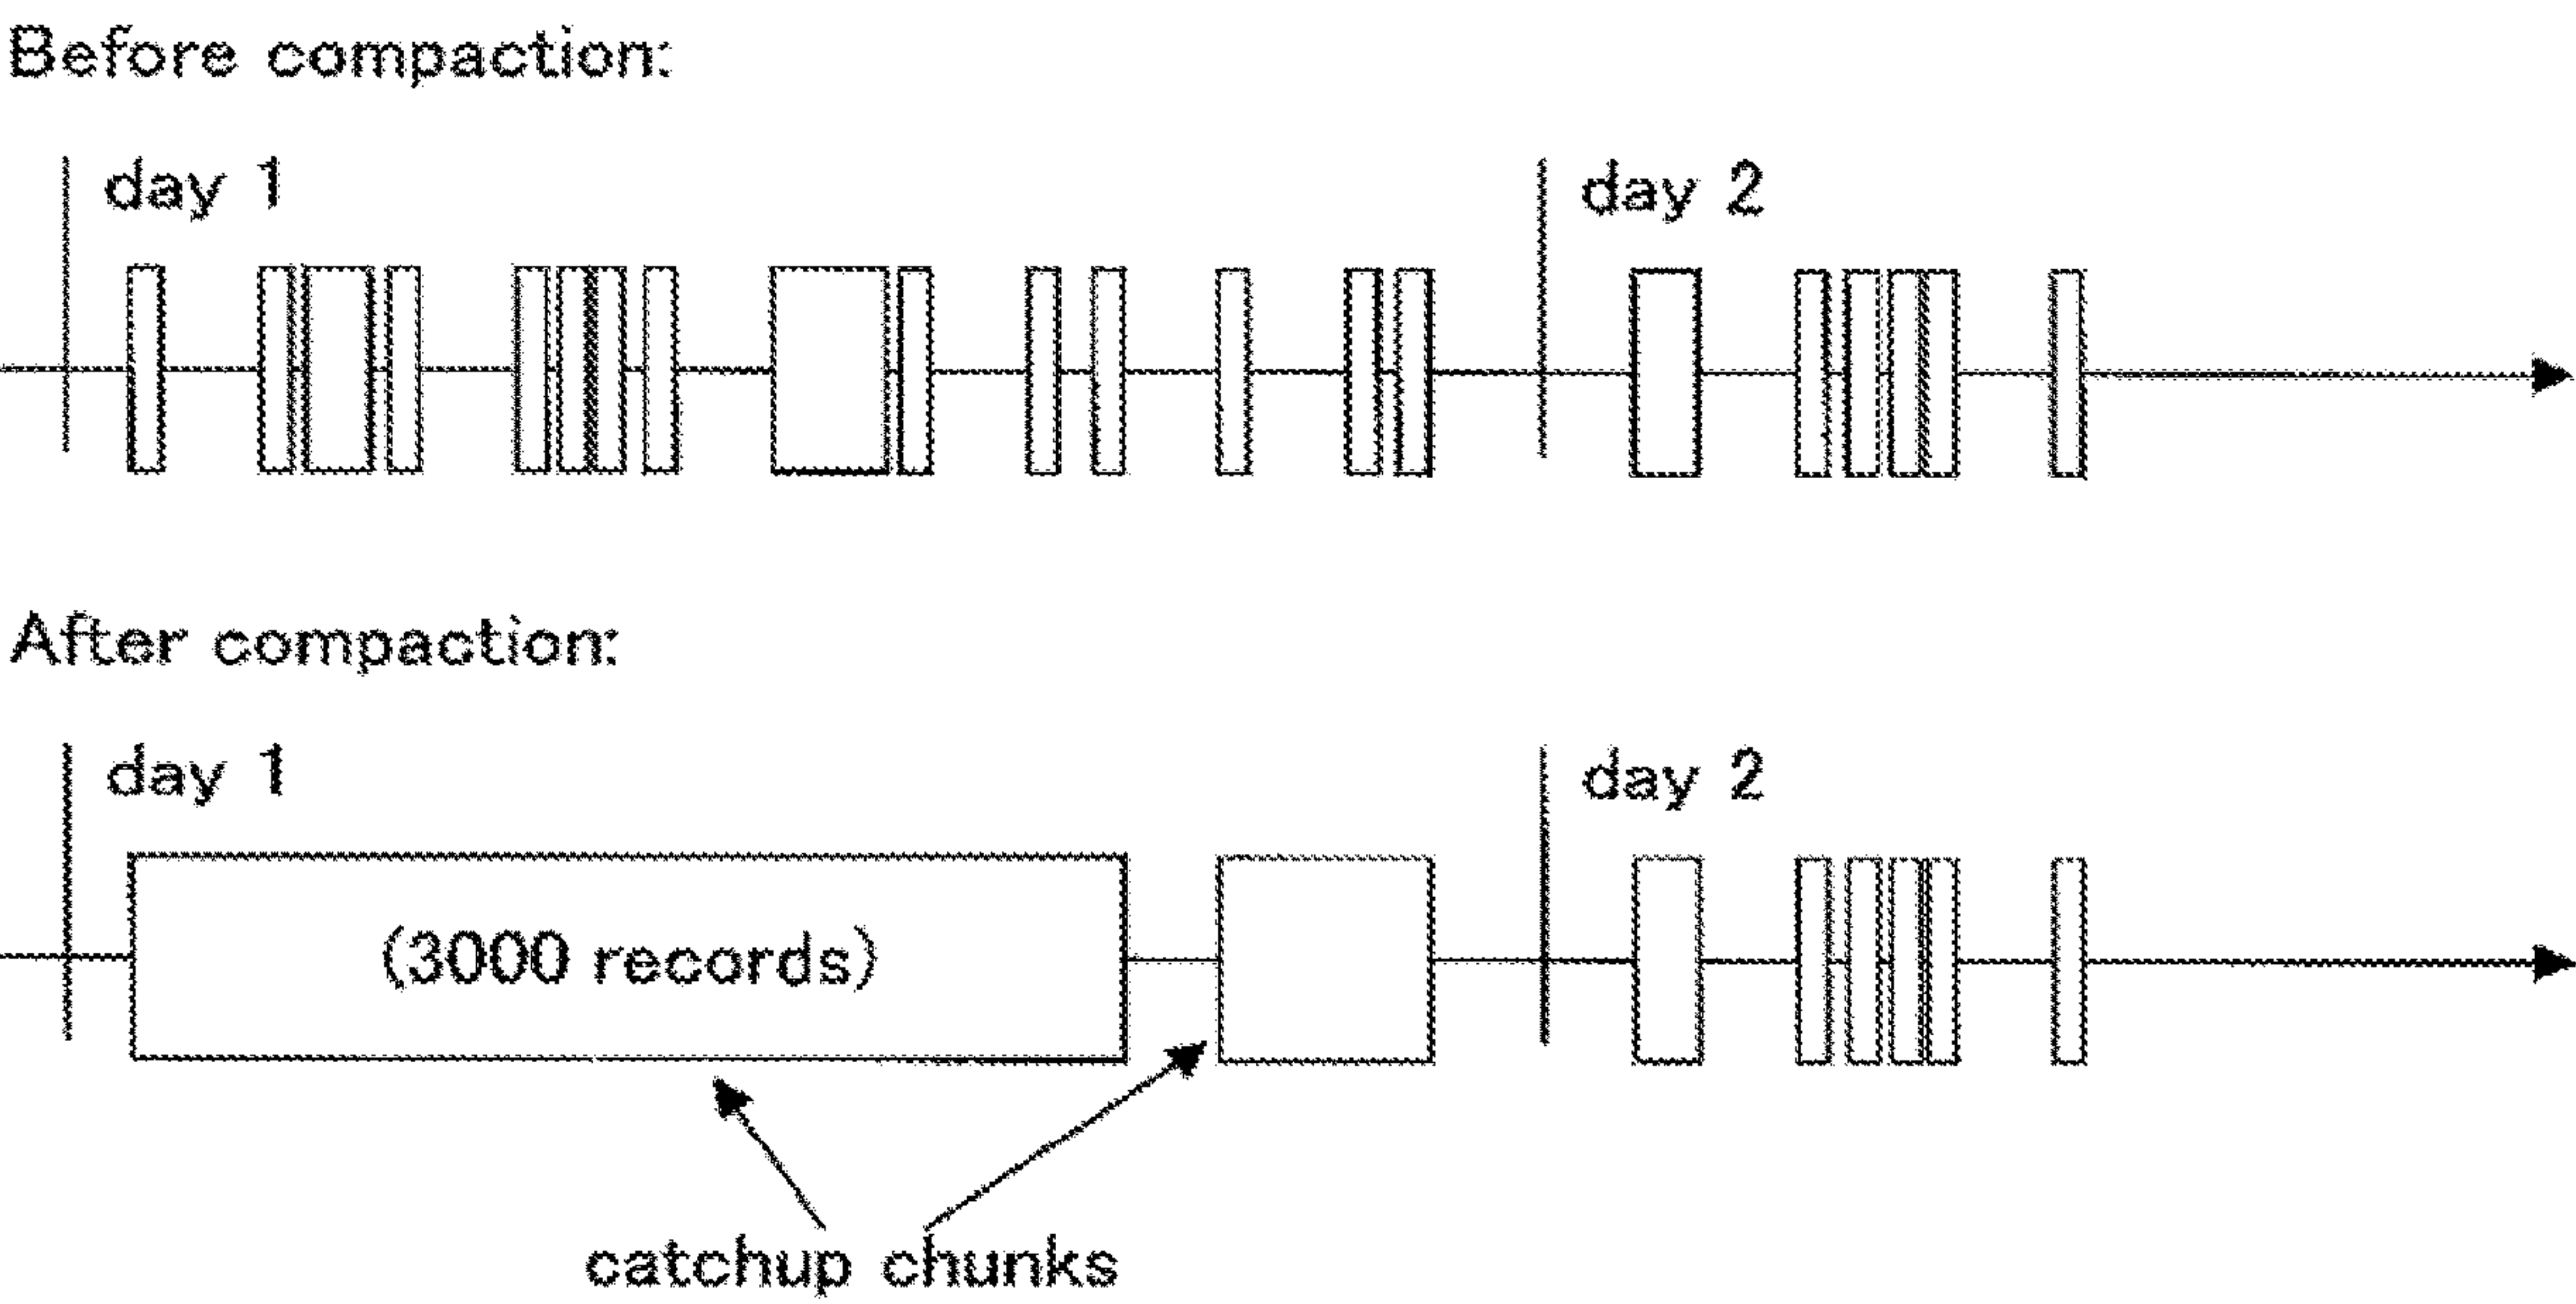 Before compaction:
day 1
day 2
After compaction:
day 1
day 2
(3000 records)
catchup chunks